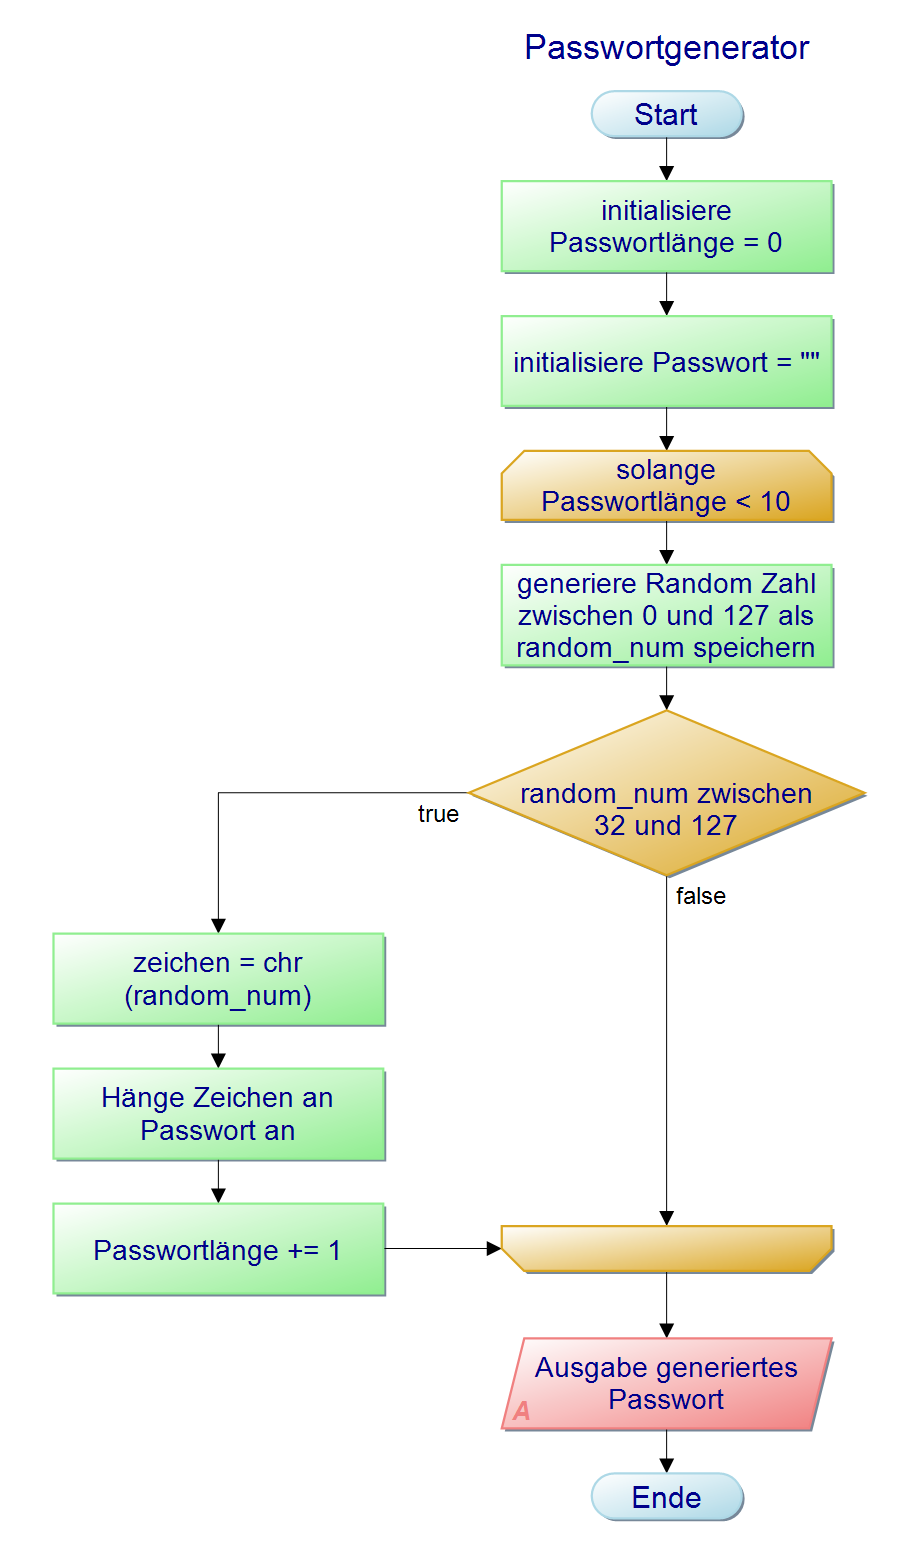 Passwortgenerator
Start
initialisiere
Passwortlänge = 0
initialisiere Passwort = ""
solange
Passwortlänge < 10
generiere Random Zahl
zwischen 0 und 127 als
random_num speichern
random_num zwischen
32 und 127
true
false
zeichen = chr
(random_num)
Hänge Zeichen an
Passwort an
Passwortlänge += 1
Ausgabe generiertes
Passwort
A
Ende